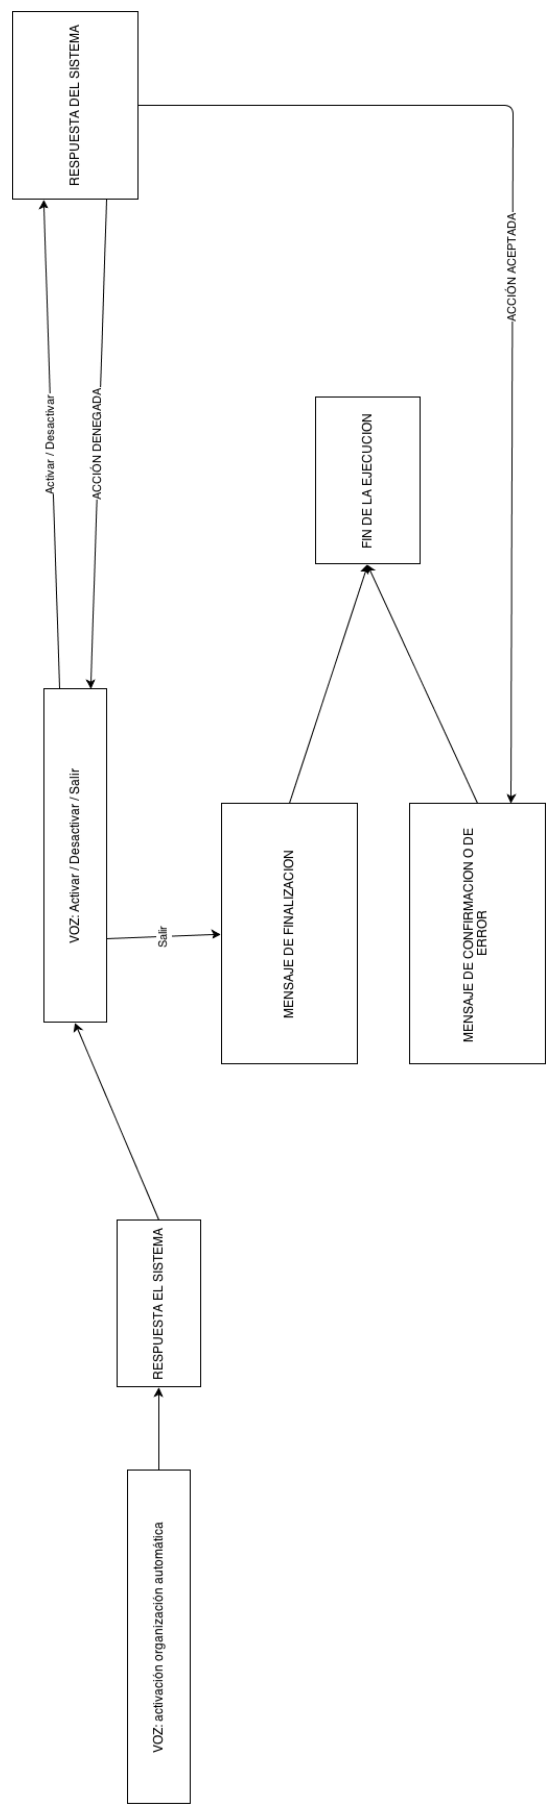 VOZ: activación organización automática
RESPUESTA EL SISTEMA
VOZ: Activar / Desactivar / Salir
Activar / Desactivar
ACCIÓN DENEGADA
RESPUESTA DEL SISTEMA
Salir
MENSAJE DE FINALIZACION
FIN DE LA EJECUCION
ACCIÓN ACEPTADA
MENSAJE DE CONFIRMACION O DE
ERROR